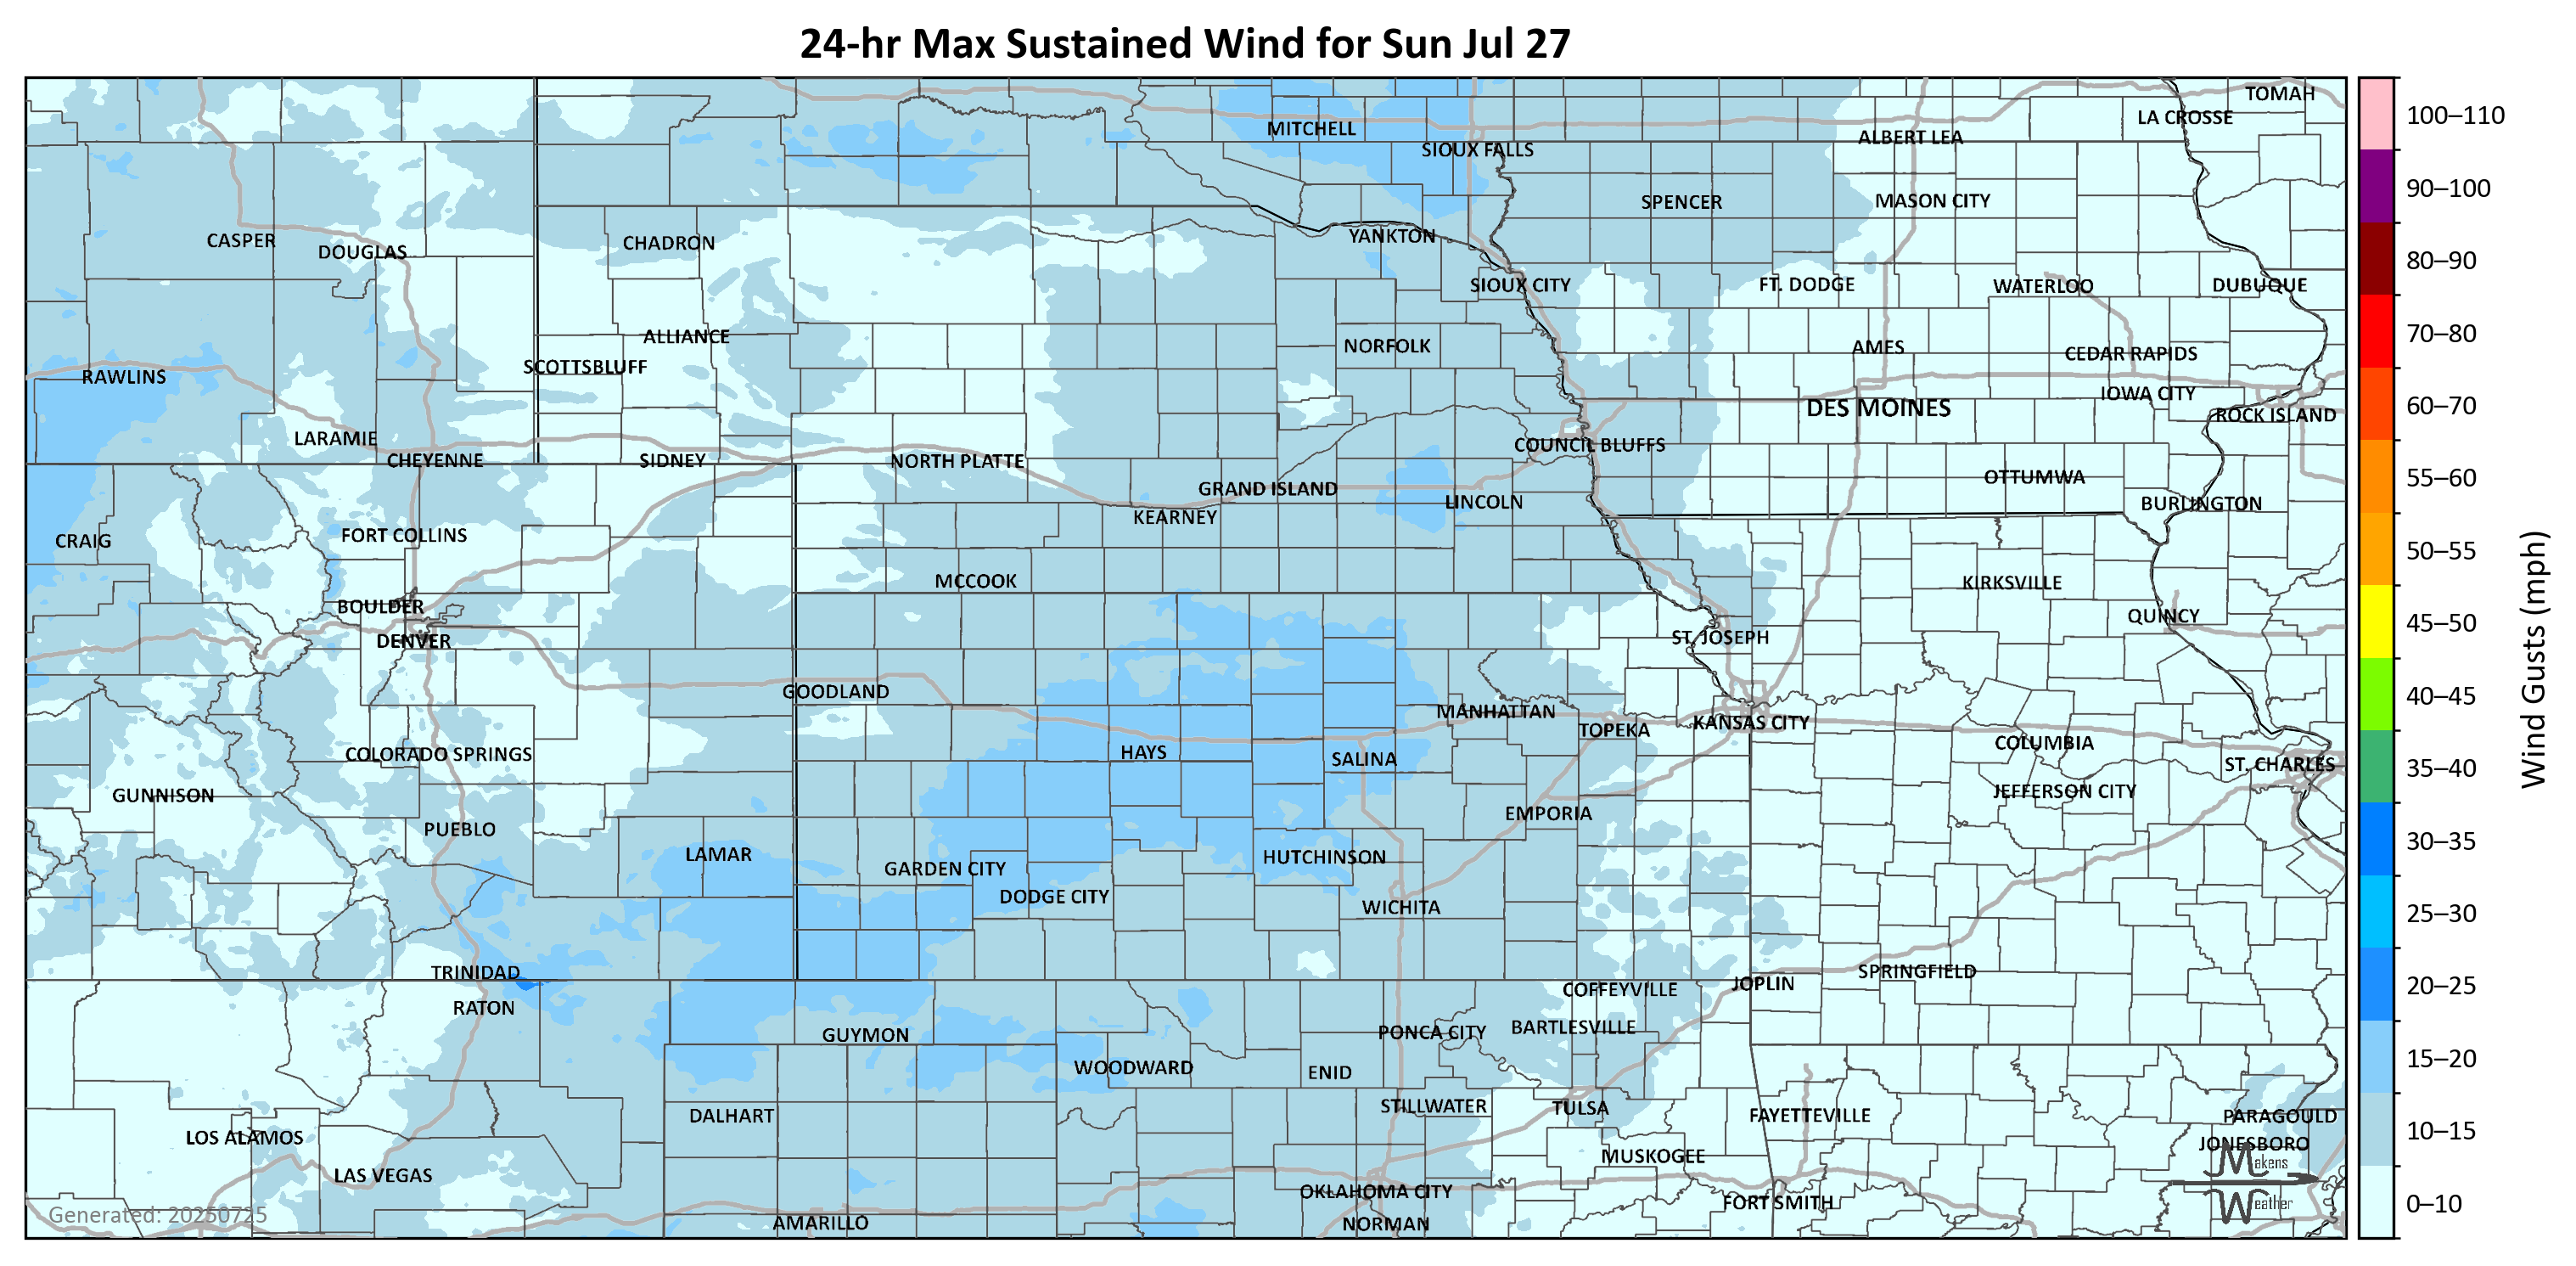 24-hr Max Sustained Wind for Sun Jul 27
TOMAH
LA CROSSE
MITCHELL
ALBERT LEA
SIOUX FALLS
SPENCER
MASON CITY
CASPER
DOUGLAS
CHADRON
YANKTON
SIOUX CITY
FT. DODGE
WATERLOO
DUBUQUE
ALLIANCE
NORFOLK
AMES
CEDAR RAPIDS
SCOTTSBLUFF
RAWLINS
IOWA CITY
DES MOINES
ROCK ISLAND
LARAMIE
COUNCIL BLUFFS
CHEYENNE
SIDNEY
NORTH PLATTE
OTTUMWA
GRAND ISLAND
LINCOLN
BURLINGTON
KEARNEY
FORT COLLINS
CRAIG
MCCOOK
KIRKSVILLE
BOULDER
QUINCY
DENVER
ST. JOSEPH
GOODLAND
MANHATTAN
TOPEKA
KANSAS CITY
COLUMBIA
COLORADO SPRINGS
HAYS
SALINA
ST. CHARLES
GUNNISON
JEFFERSON CITY
PUEBLO
EMPORIA
LAMAR
GARDEN CITY
HUTCHINSON
DODGE CITY
WICHITA
TRINIDAD
SPRINGFIELD
JOPLIN
COFFEYVILLE
RATON
GUYMON
PONCA CITY
BARTLESVILLE
WOODWARD
ENID
DALHART
STILLWATER
TULSA
FAYETTEVILLE
PARAGOULD
LOS ALAMOS
JONESBORO
MUSKOGEE
LAS VEGAS
OKLAHOMA CITY
FORT SMITH
AMARILLO
NORMAN
Generated: 20250725
Makens
Weather
100–110
90–100
80–90
70–80
60–70
55–60
50–55
45–50
40–45
35–40
30–35
25–30
20–25
15–20
10–15
0–10
Wind Gusts (mph)